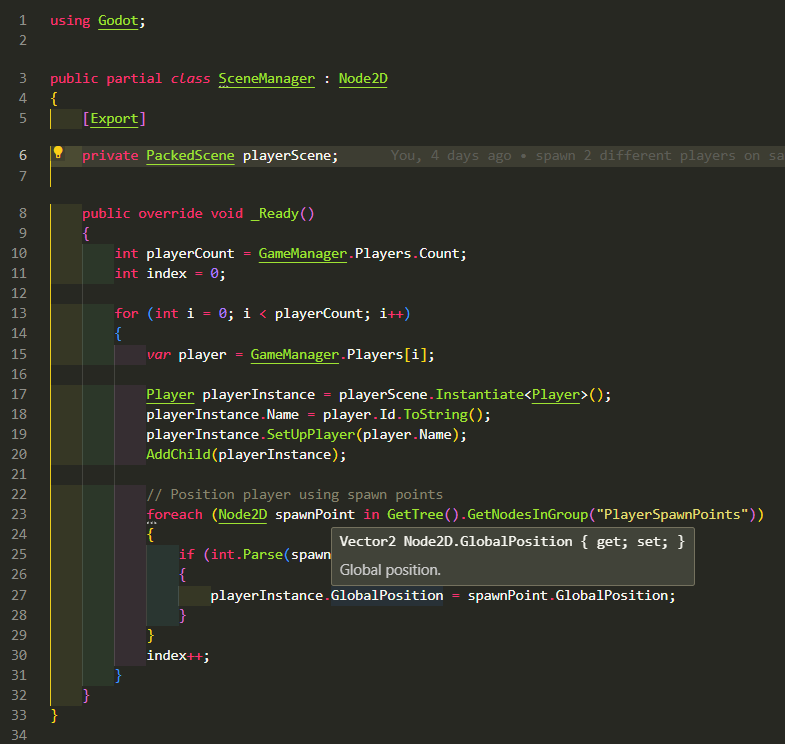 1 using Godot;
2
3 public partial class SceneManager : Node2D
4 {
5 [Export]
6 private PackedScene playerScene; You, 4 days ago • spawn 2 different players on sa
7
8 public override void _Ready()
9 {
10 int playerCount = GameManager.Players.Count;
11 int index = 0;
12
13 for (int i = 0; i < playerCount; i++)
14 {
15 var player = GameManager.Players[i];
16
17 Player playerInstance = playerScene.Instantiate<Player>();
18 playerInstance.Name = player.Id.ToString();
19 playerInstance.SetUpPlayer(player.Name);
20 AddChild(playerInstance);
21
22 // Position player using spawn points
23 foreach (Node2D spawnPoint in GetTree().GetNodesInGroup("PlayerSpawnPoints"))
24 {
Vector2 Node2D.GlobalPosition { get; set; }
25 if (int.Parse(spawn
Global position.
26 {
27 playerInstance.GlobalPosition = spawnPoint.GlobalPosition;
28 }
29 }
30 index++;
31 }
32 }
33 }
34